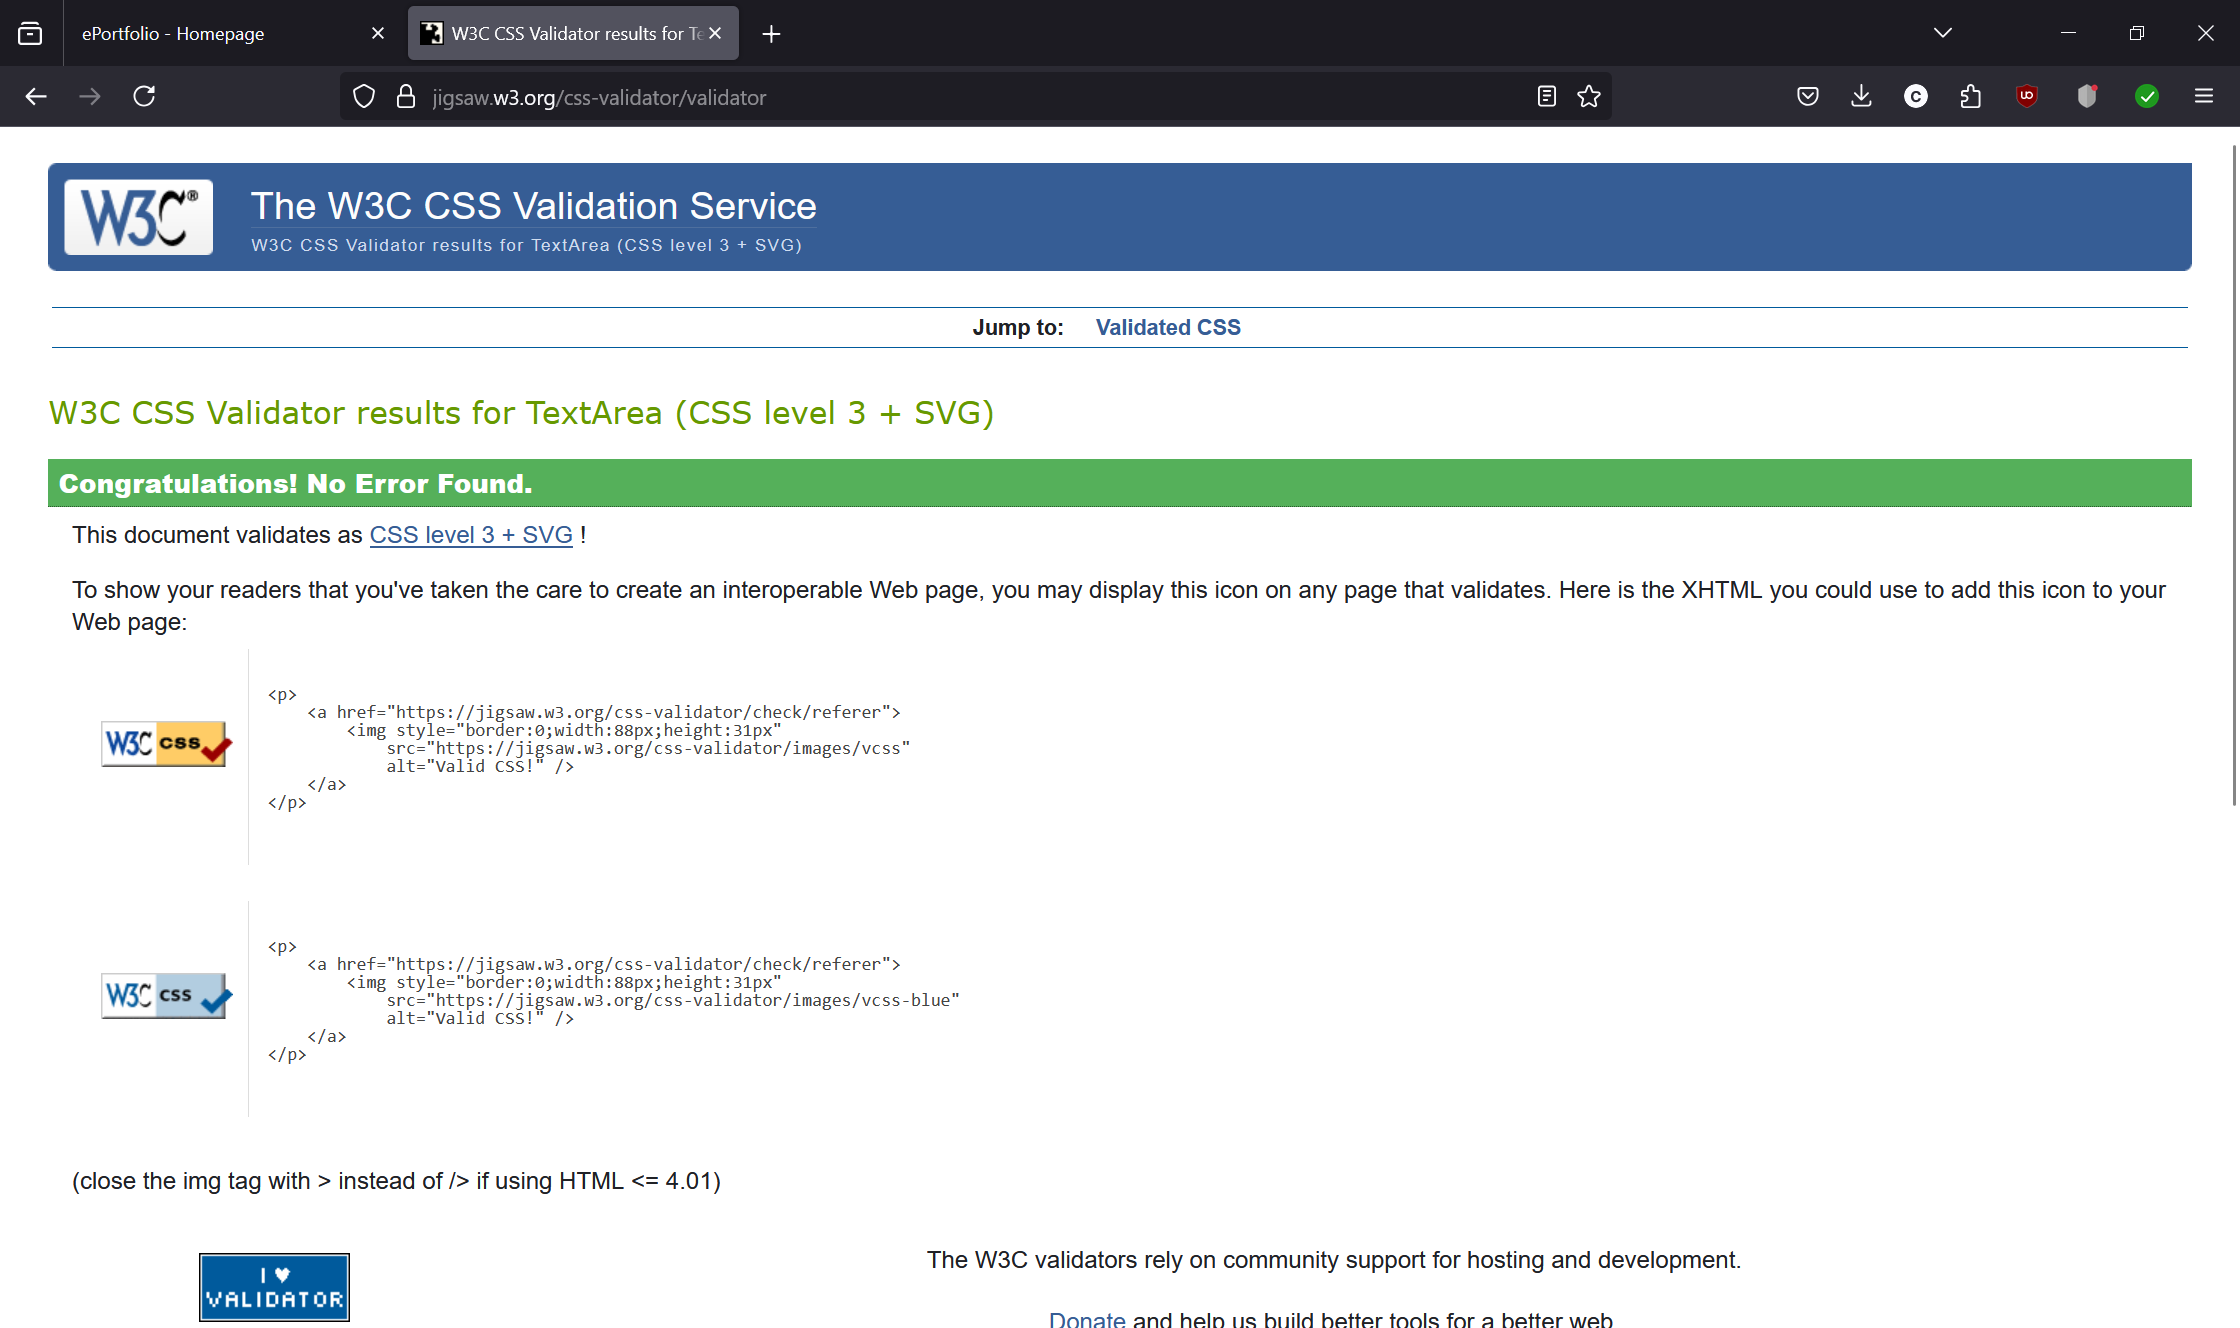 ePortfolio - Homepage
W3C CSS Validator results for Te
jigsaw.w3.org/css-validator/validator
W3C®
The W3C CSS Validation Service
W3C CSS Validator results for TextArea (CSS level 3 + SVG)
Jump to: Validated CSS
W3C CSS Validator results for TextArea (CSS level 3 + SVG)
Congratulations! No Error Found.
This document validates as CSS level 3 + SVG !
To show your readers that you've taken the care to create an interoperable Web page, you may display this icon on any page that validates. Here is the XHTML you could use to add this icon to your
Web page:
W3C css
<p>
<a href="https://jigsaw.w3.org/css-validator/check/referer">
<img style="border:0;width:88px;height:31px"
src="https://jigsaw.w3.org/css-validator/images/vcss"
alt="Valid CSS!" />
</a>
</p>
W3C css
<p>
<a href="https://jigsaw.w3.org/css-validator/check/referer">
<img style="border:0;width:88px;height:31px"
src="https://jigsaw.w3.org/css-validator/images/vcss-blue"
alt="Valid CSS!" />
</a>
</p>
(close the img tag with > instead of /> if using HTML <= 4.01)
I ♥
VALIDATOR
The W3C validators rely on community support for hosting and development.
Donate and help us build better tools for a better web